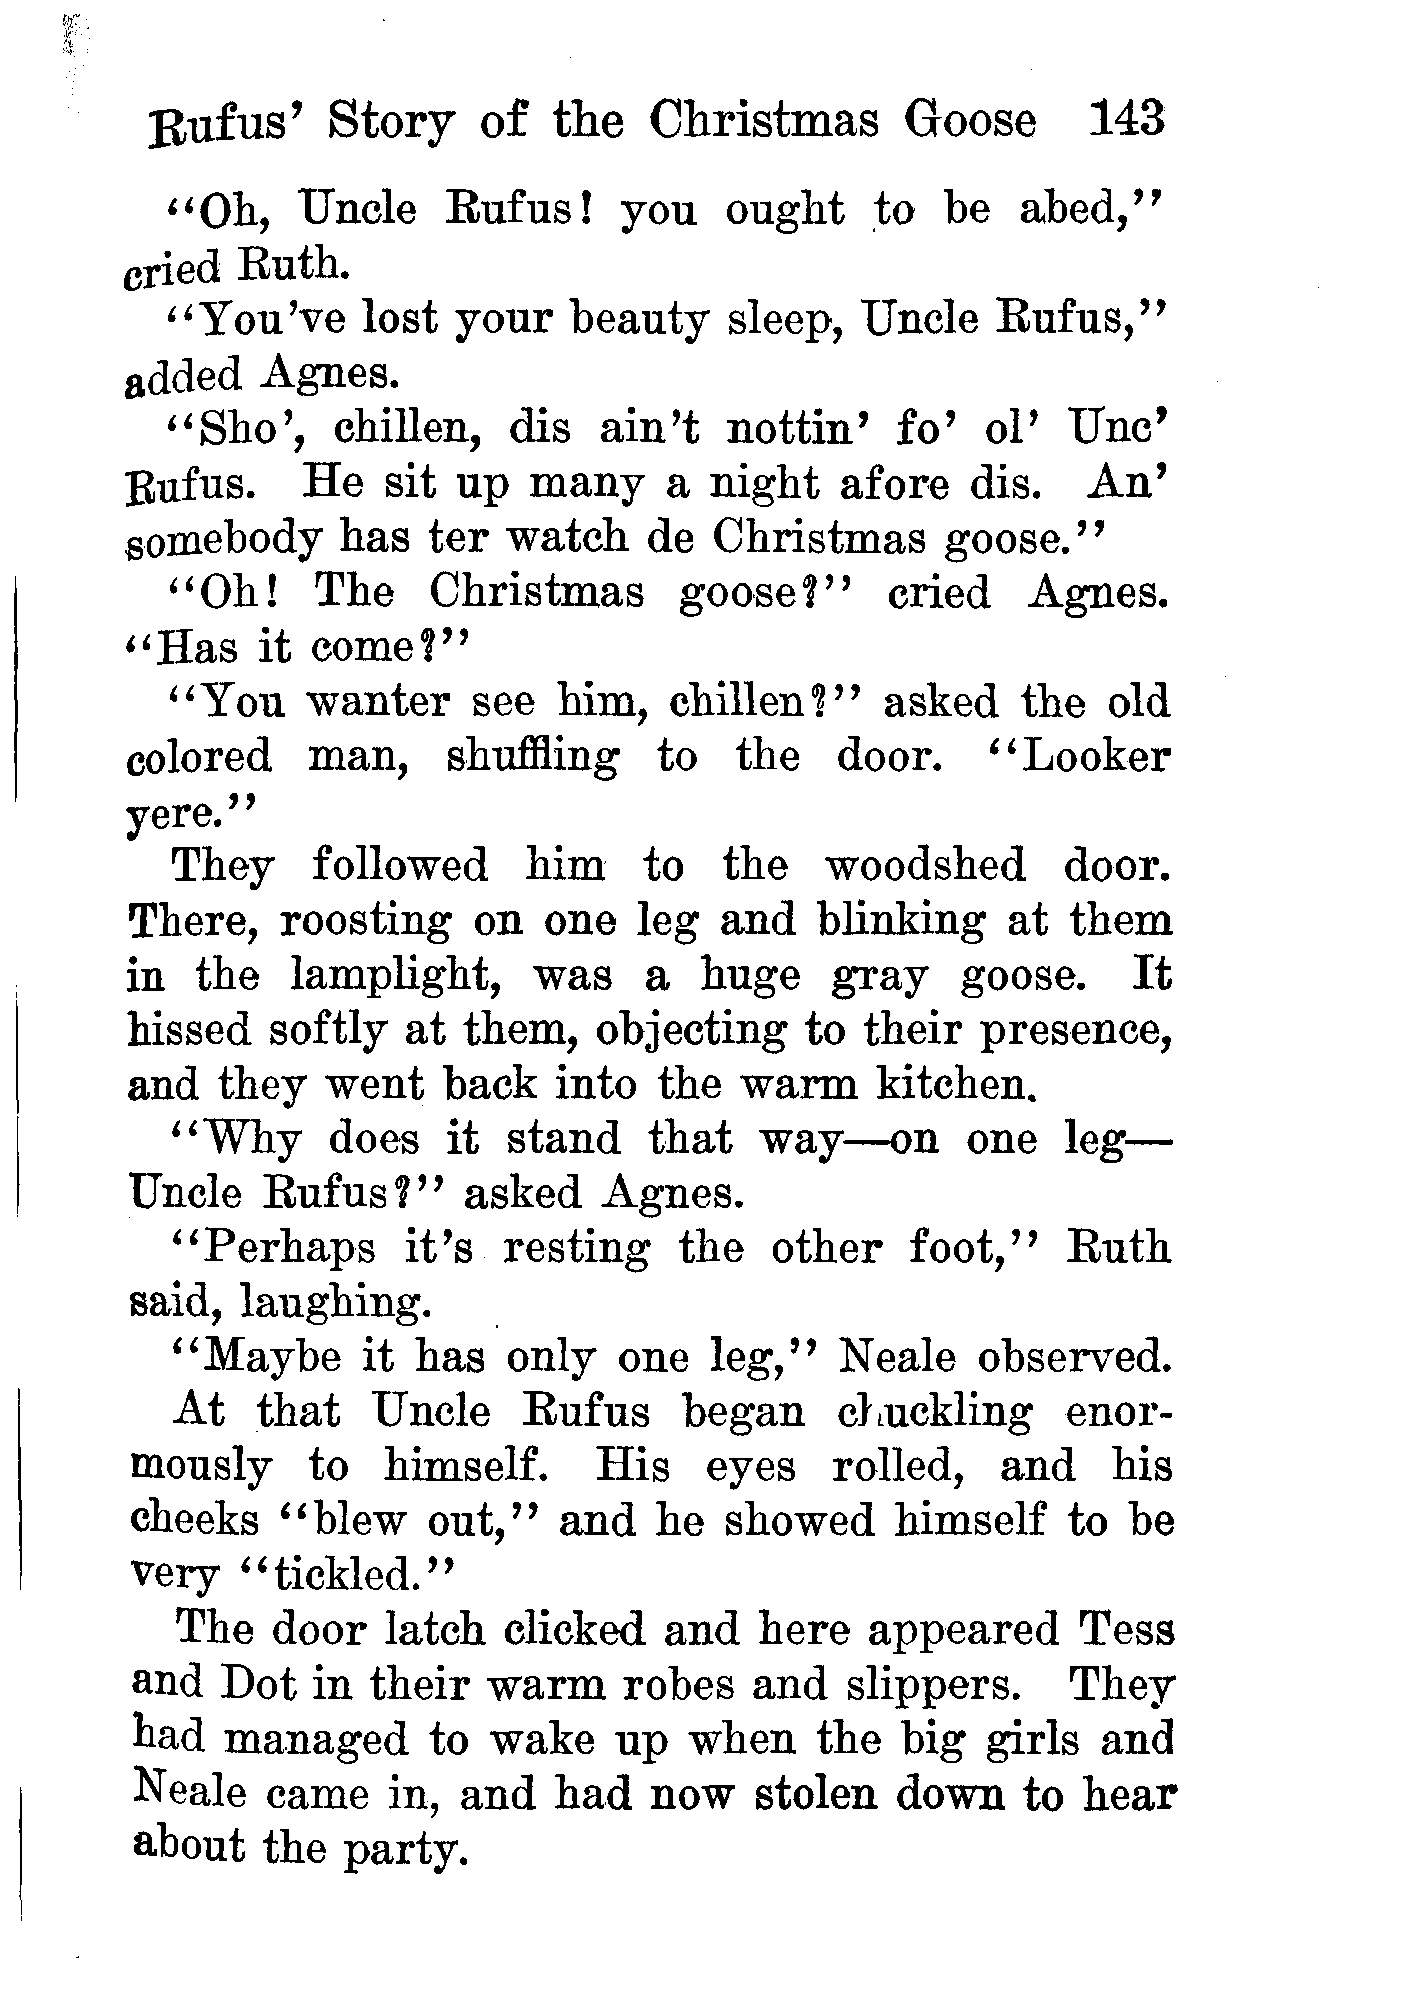 Rufus' Story of the Christmas Goose 143
"Oh, Uncle Rufus! you ought to be abed,"
cried Ruth.
"You've lost your beauty sleep, Uncle Rufus,"
added Agnes.
"Sho', chillen, dis ain't nottin' fo' ol' Unc'
Rufus. He sit up many a night afore dis. An'
somebody has ter watch de Christmas goose."
"Oh! The Christmas goose?" cried Agnes.
"Has it come?"
"You wanter see him, chillen?" asked the old
colored man, shuffling to the door. "Looker
yere."
They followed him to the woodshed door.
There, roosting on one leg and blinking at them
in the lamplight, was a huge gray goose. It
hissed softly at them, objecting to their presence,
and they went back into the warm kitchen.
"Why does it stand that way—on one leg—
Uncle Rufus?" asked Agnes.
"Perhaps it's resting the other foot," Ruth
said, laughing.
"Maybe it has only one leg," Neale observed.
At that Uncle Rufus began chuckling enor-
mously to himself. His eyes rolled, and his
cheeks "blew out," and he showed himself to be
very "tickled."
The door latch clicked and here appeared Tess
and Dot in their warm robes and slippers. They
had managed to wake up when the big girls and
Neale came in, and had now stolen down to hear
about the party.